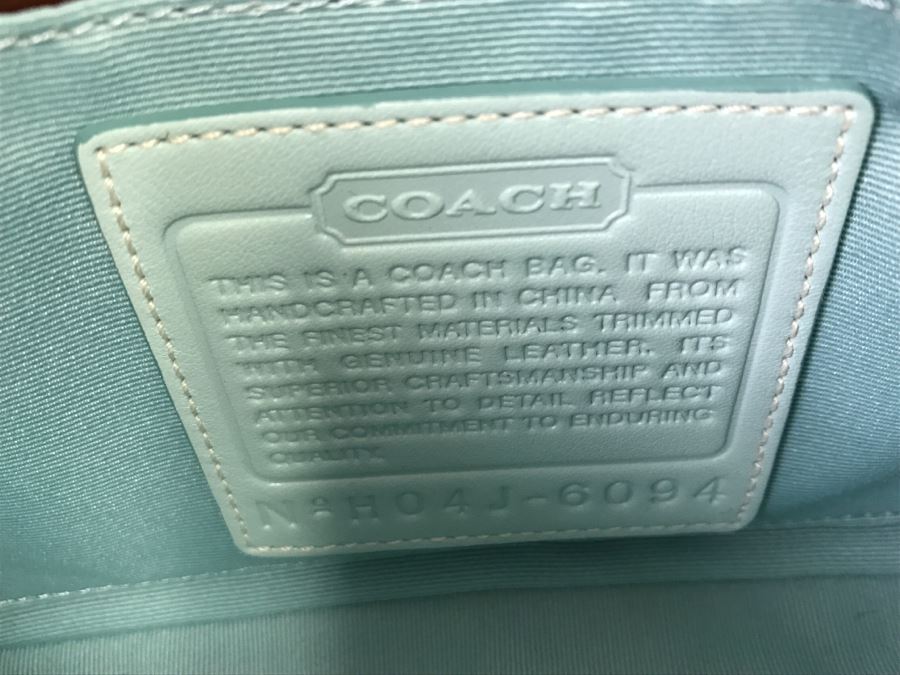 COACH
THIS IS A COACH BAG. IT WAS
HANDCRAFTED IN CHINA FROM
THE FINEST MATERIALS TRIMMED
WITH GENUINE LEATHER. ITS
SUPERIOR CRAFTSMANSHIP AND
ATTENTION TO DETAIL REFLECT
OUR COMMITMENT TO ENDURING
QUALITY.
Nº H04J-6094